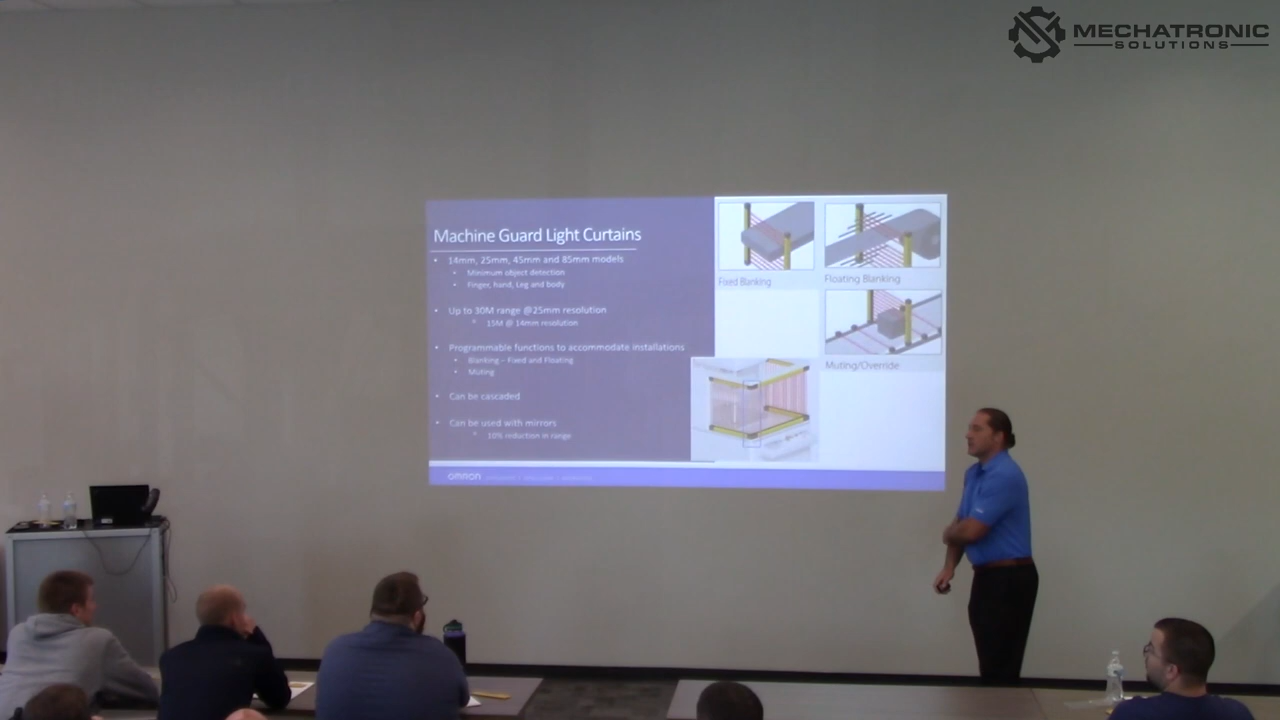 MECHATRONIC
SOLUTIONS
Machine Guard Light Curtains
• 14mm, 25mm, 45mm and 85mm models
• Minimum object detection
• Finger, hand, Leg and body
• Up to 30M range @25mm resolution
* 15M @ 14mm resolution
• Programmable functions to accommodate installations
• Blanking – Fixed and Floating
• Muting
• Can be cascaded
• Can be used with mirrors
* 10% reduction in range
Fixed Blanking
Floating Blanking
Muting/Override
omron